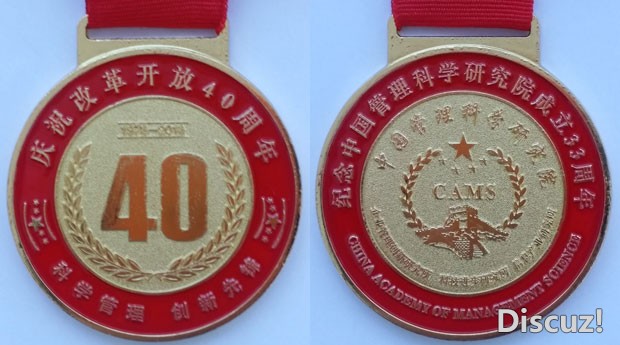 庆祝改革开放40周年
1978-2018
40
科学管理 创新先锋
纪念中国管理科学研究院成立33周年
中国管理科学研究院
CAMS
CHINA ACADEMY OF MANAGEMENT SCIENCE
Discuz!